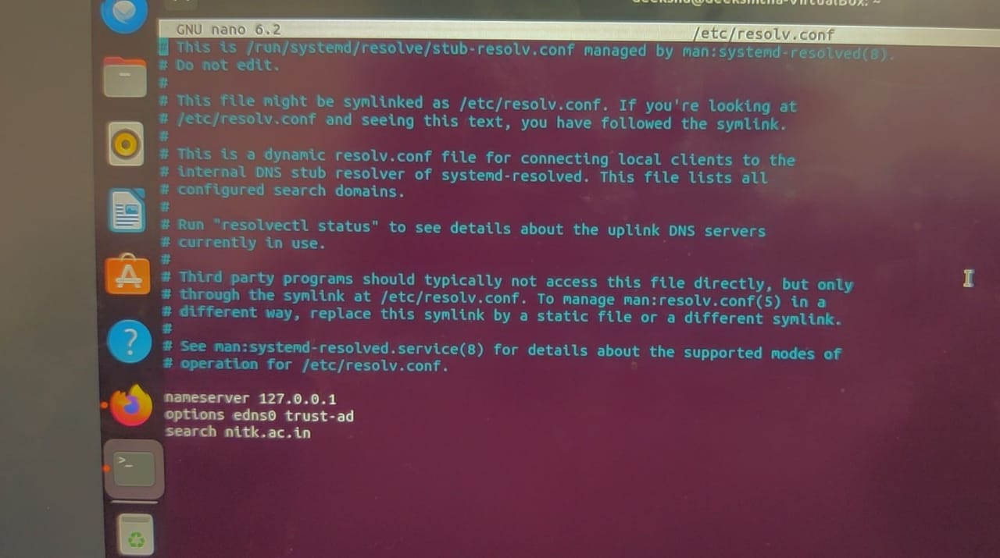 GNU nano 6.2 /etc/resolv.conf
# This is /run/systemd/resolve/stub-resolv.conf managed by man:systemd-resolved(8).
# Do not edit.
#
# This file might be symlinked as /etc/resolv.conf. If you're looking at
# /etc/resolv.conf and seeing this text, you have followed the symlink.
#
# This is a dynamic resolv.conf file for connecting local clients to the
# internal DNS stub resolver of systemd-resolved. This file lists all
# configured search domains.
#
# Run "resolvectl status" to see details about the uplink DNS servers
# currently in use.
#
# Third party programs should typically not access this file directly, but only
# through the symlink at /etc/resolv.conf. To manage man:resolv.conf(5) in a
# different way, replace this symlink by a static file or a different symlink.
#
# See man:systemd-resolved.service(8) for details about the supported modes of
# operation for /etc/resolv.conf.
nameserver 127.0.0.1
options edns0 trust-ad
search nitk.ac.in